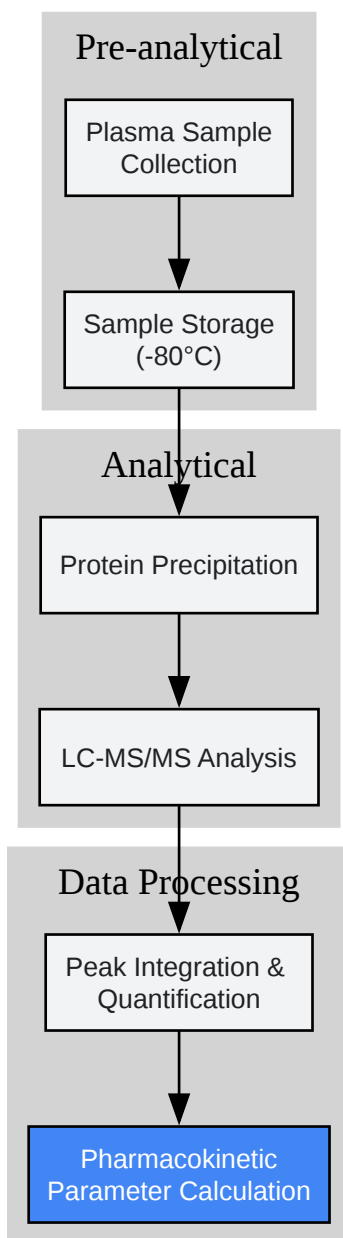 Pre-analytical
Plasma Sample
Collection
Sample Storage
(-80°C)
Analytical
Protein Precipitation
LC-MS/MS Analysis
Data Processing
Peak Integration &
Quantification
Pharmacokinetic
Parameter Calculation